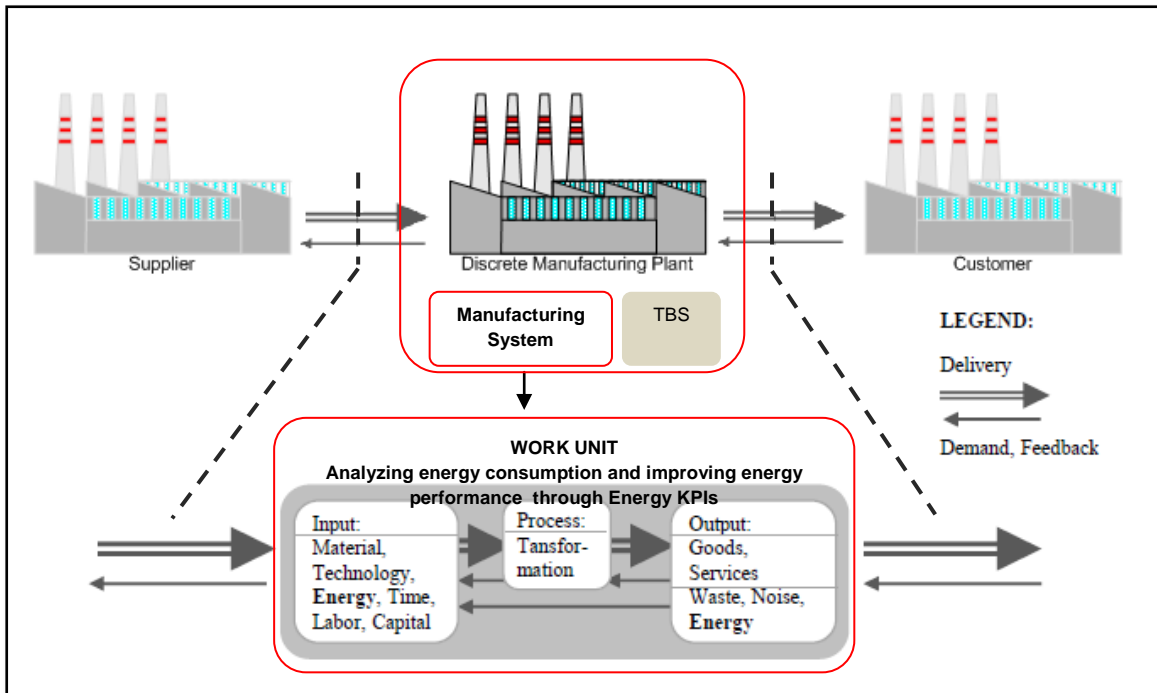 Supplier
Discrete Manufacturing Plant
Customer
Manufacturing
System
TBS
LEGEND:
Delivery
Demand, Feedback
WORK UNIT
Analyzing energy consumption and improving energy
performance through Energy KPIs
Input:
Material,
Technology,
Energy, Time,
Labor, Capital
Process:
Tansfor-
mation
Output:
Goods,
Services
Waste, Noise,
Energy